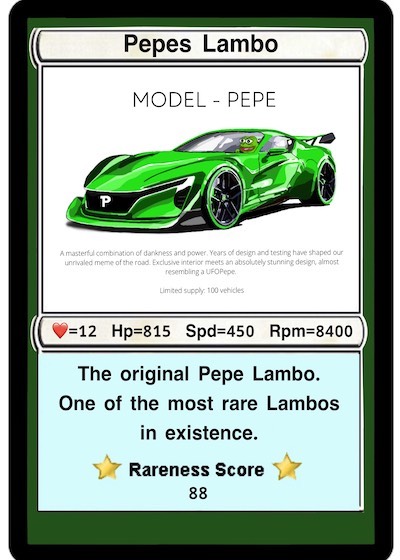 Pepes Lambo
MODEL - PEPE
P
A masterful combination of dankness and power. Years of design and testing have shaped our
unrivaled meme of the road. Exclusive interior meets an absolutely stunning design, almost
resembling a UFOPepe.
Limited supply: 100 vehicles
❤️=12 Hp=815 Spd=450 Rpm=8400
The original Pepe Lambo.
One of the most rare Lambos
in existence.
Rareness Score
88